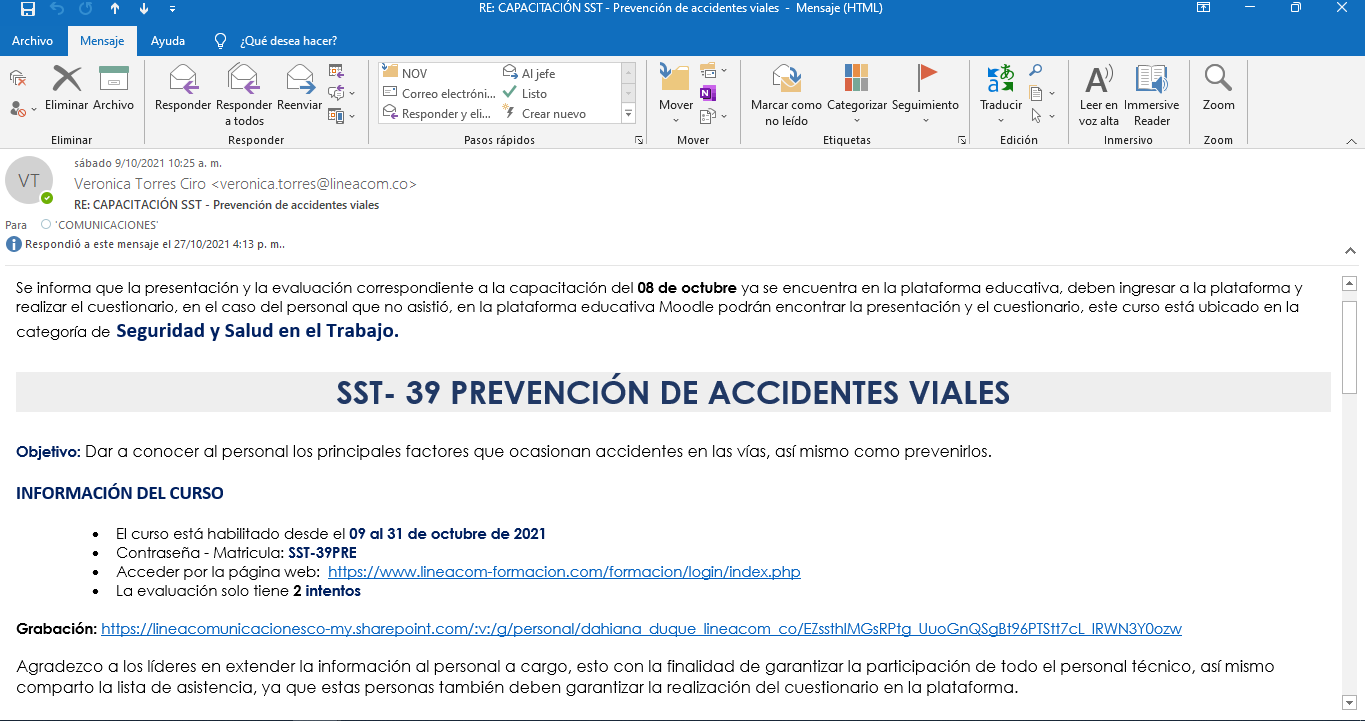 RE: CAPACITACIÓN SST - Prevención de accidentes viales - Mensaje (HTML)
Archivo Mensaje Ayuda ¿Qué desea hacer?
Eliminar Archivo
Eliminar
Responder Responder a todos Reenviar
Responder
NOV Al jefe
Correo electróni... Listo
Responder y eli... Crear nuevo
Pasos rápidos
Mover
Mover
Marcar como no leído Categorizar Seguimiento
Etiquetas
Traducir
Edición
Leer en voz alta Immersive Reader
Inmersivo
Zoom
Zoom
VT
sábado 9/10/2021 10:25 a. m.
Veronica Torres Ciro <veronica.torres@lineacom.co>
RE: CAPACITACIÓN SST - Prevención de accidentes viales
Para 'COMUNICACIONES'
Respondió a este mensaje el 27/10/2021 4:13 p. m..
Se informa que la presentación y la evaluación correspondiente a la capacitación del 08 de octubre ya se encuentra en la plataforma educativa, deben ingresar a la plataforma y
realizar el cuestionario, en el caso del personal que no asistió, en la plataforma educativa Moodle podrán encontrar la presentación y el cuestionario, este curso está ubicado en la
categoría de Seguridad y Salud en el Trabajo.
SST- 39 PREVENCIÓN DE ACCIDENTES VIALES
Objetivo: Dar a conocer al personal los principales factores que ocasionan accidentes en las vías, así mismo como prevenirlos.
INFORMACIÓN DEL CURSO
• El curso está habilitado desde el 09 al 31 de octubre de 2021
• Contraseña - Matricula: SST-39PRE
• Acceder por la página web: https://www.lineacom-formacion.com/formacion/login/index.php
• La evaluación solo tiene 2 intentos
Grabación: https://lineacomunicacionesco-my.sharepoint.com/:v:/g/personal/dahiana_duque_lineacom_co/EZssthlMGsRPtg_UuoGnQSgBt96PTStt7cL_IRWN3Y0ozw
Agradezco a los líderes en extender la información al personal a cargo, esto con la finalidad de garantizar la participación de todo el personal técnico, así mismo
comparto la lista de asistencia, ya que estas personas también deben garantizar la realización del cuestionario en la plataforma.